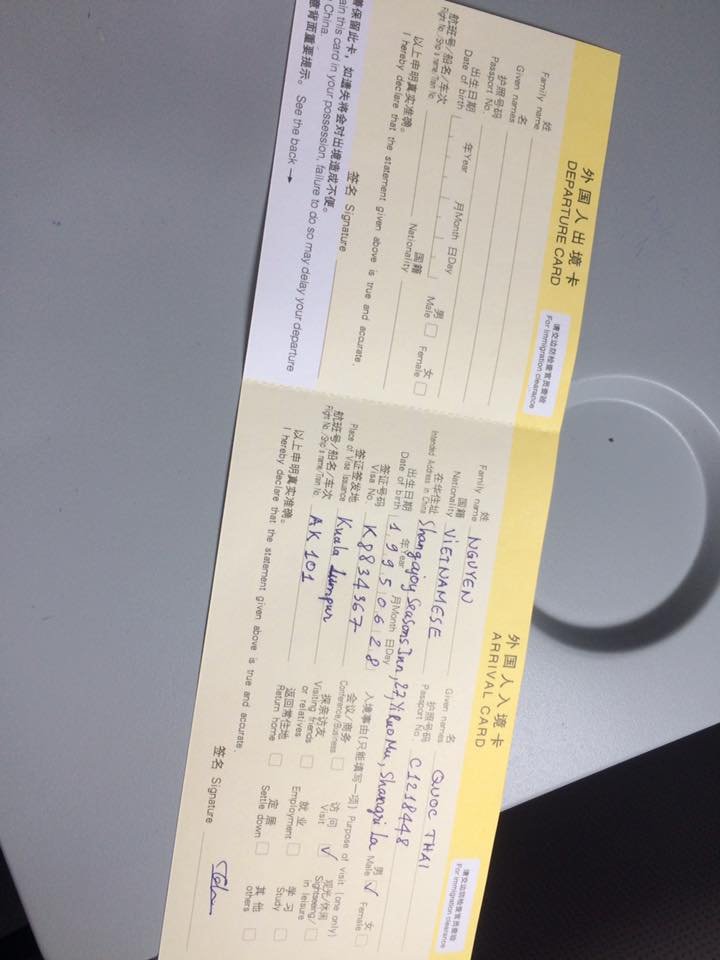 外国人出境卡
DEPARTURE CARD
请交边防检查官员查验
For Immigration clearance
姓
Family name
名
Given names
护照号码
Passport No.
出生日期
Date of birth
年Year 月Month 日Day
男
Male
女
Female
航班号/船名/车次
Flight No./Ship's name/Train No.
国籍
Nationality
以上申明真实准确。
I hereby declare that the statement given above is true and accurate.
签名 Signature
保留此卡，如遗失将会对出境造成不便。
ain this card in your possession, failure to do so may delay your departure
China.
意背面重要提示。 See the back →
外国人入境卡
ARRIVAL CARD
请交边防检查官员查验
For Immigration clearance
姓
Family name NGUYEN
名
Given names QUOC THAI
国籍
Nationality VIETNAMESE
护照号码
Passport No. C1218448
在华住址
Intended Address in China Shangajoy Seasons Inn, 27, YiRuoMu, Shangri La
男
Male ✓
女
Female
出生日期
Date of birth
年Year 月Month 日Day
1 9 9 5 0 6 2 8
入境事由(只能填写一项) Purpose of visit (one only)
签证号码
Visa No. K8834367
会议/商务
Conference/Business
访问
Visit ✓
观光/休闲
Sightseeing/
in leisure
签证签发地
Place of Visa Issuance Kuala Lumpur
探亲访友
Visiting friends
or relatives
就业
Employment
学习
Study
航班号/船名/车次
Flight No./Ship's name/Train No. AK101
返回常住地
Return home
定居
Settle down
其他
others
以上申明真实准确。
I hereby declare that the statement given above is true and accurate.
签名 Signature